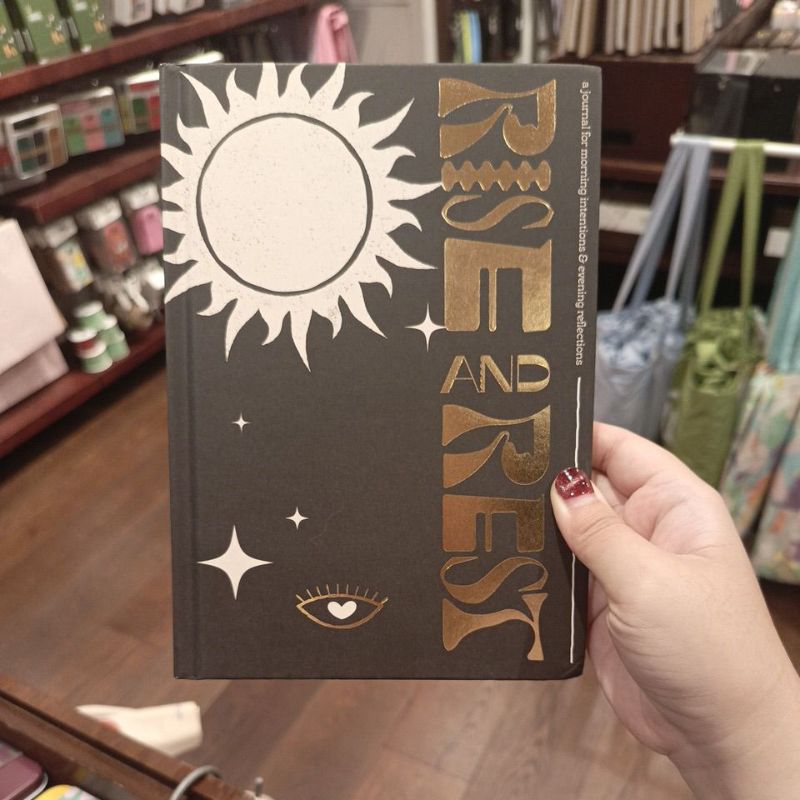 RISE
AND
REST
a journal for morning intentions & evening reflections